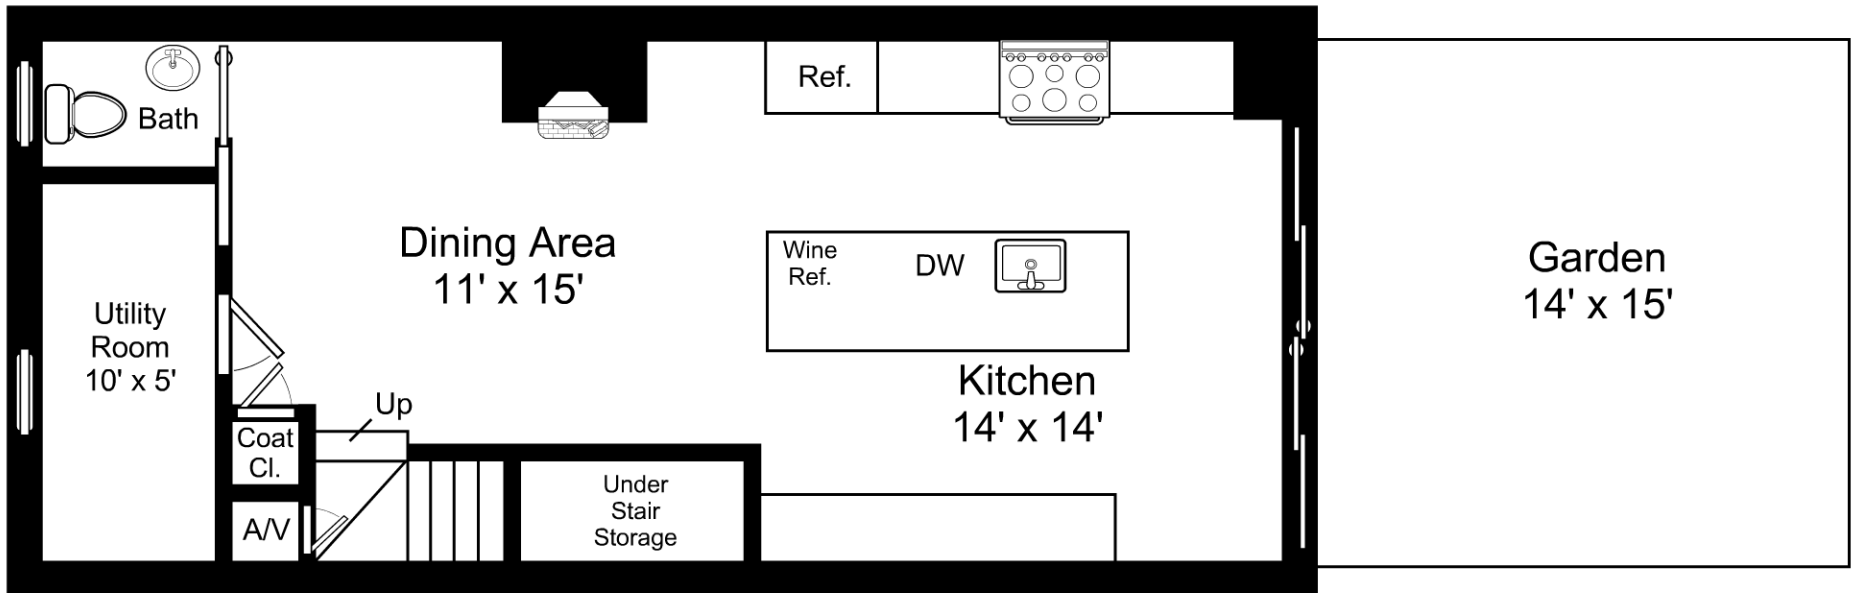 Bath
Ref.
Dining Area
11' x 15'
Wine
Ref.
DW
Garden
14' x 15'
Utility
Room
10' x 5'
Kitchen
14' x 14'
Up
Coat
Cl.
A/V
Under
Stair
Storage